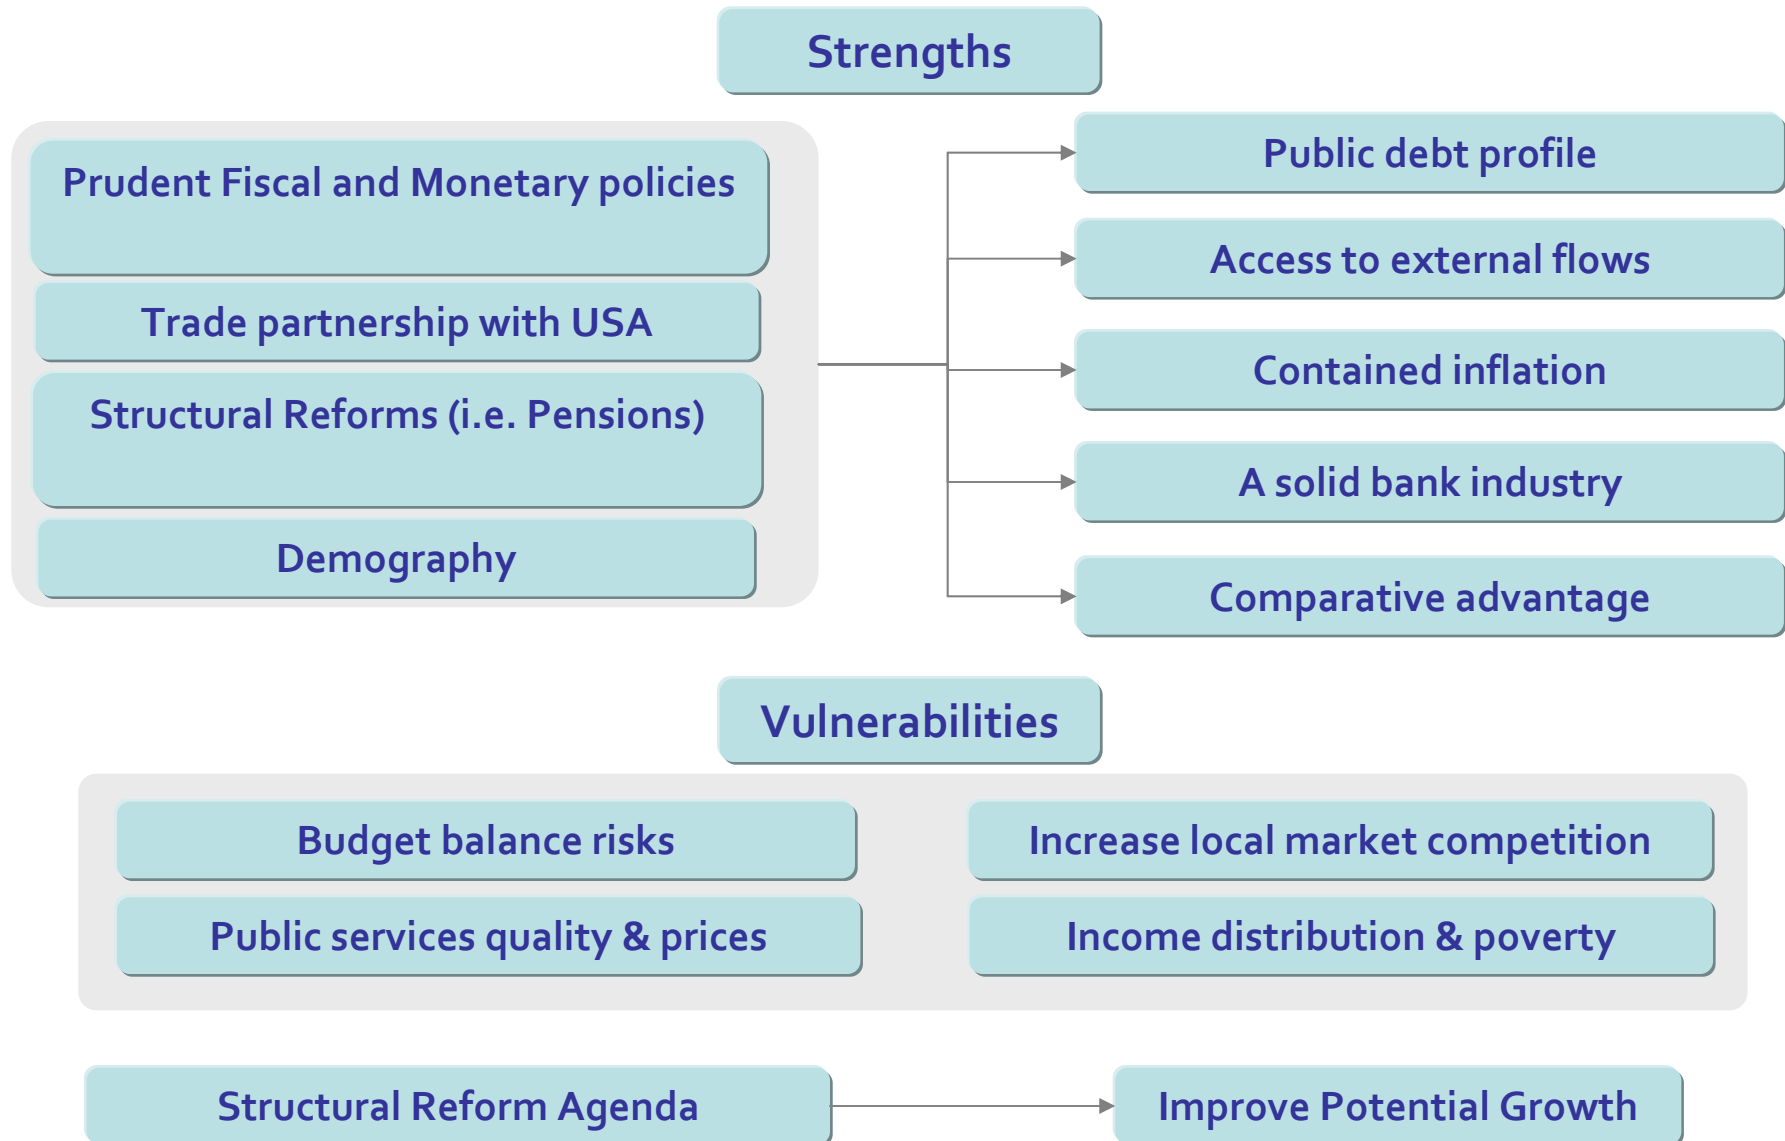 Strengths
Prudent Fiscal and Monetary policies
Trade partnership with USA
Structural Reforms (i.e. Pensions)
Demography
Public debt profile
Access to external flows
Contained inflation
A solid bank industry
Comparative advantage
Vulnerabilities
Budget balance risks
Increase local market competition
Public services quality & prices
Income distribution & poverty
Structural Reform Agenda
Improve Potential Growth